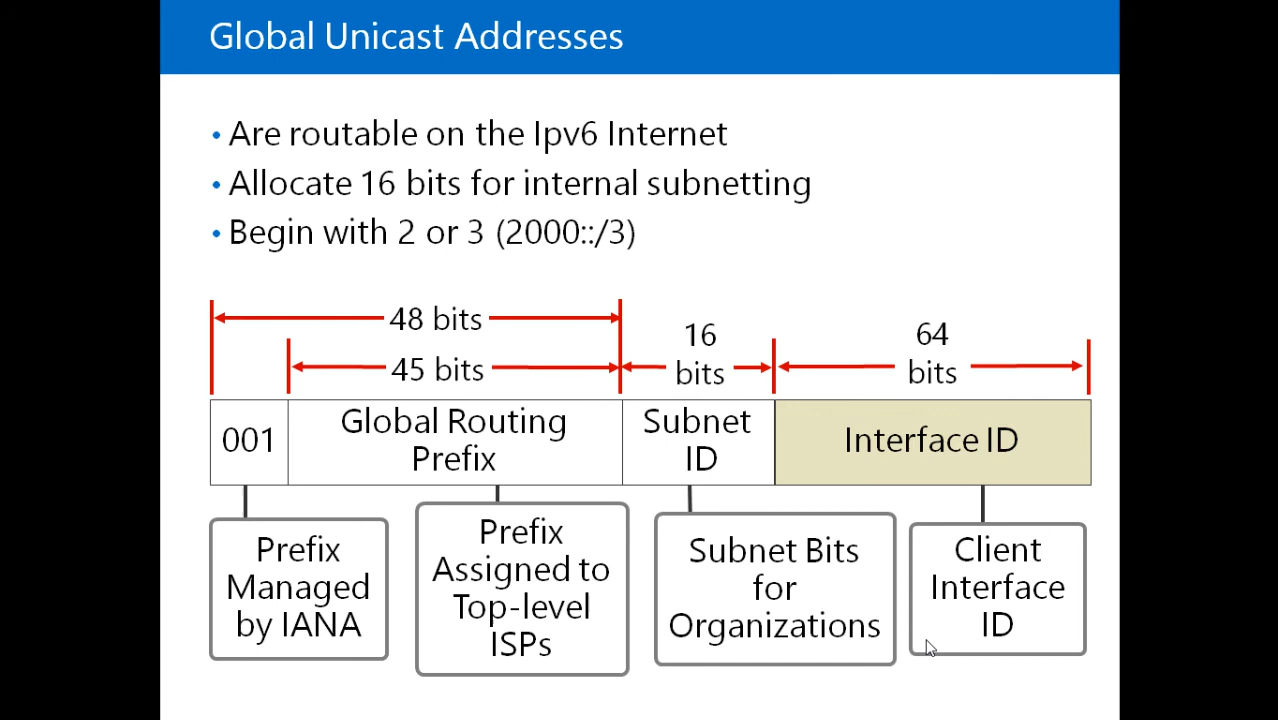 Global Unicast Addresses
• Are routable on the Ipv6 Internet
• Allocate 16 bits for internal subnetting
• Begin with 2 or 3 (2000::/3)
48 bits
45 bits
16
bits
64
bits
001
Global Routing
Prefix
Subnet
ID
Interface ID
Prefix
Managed
by IANA
Prefix
Assigned to
Top-level
ISPs
Subnet Bits
for
Organizations
Client
Interface
ID